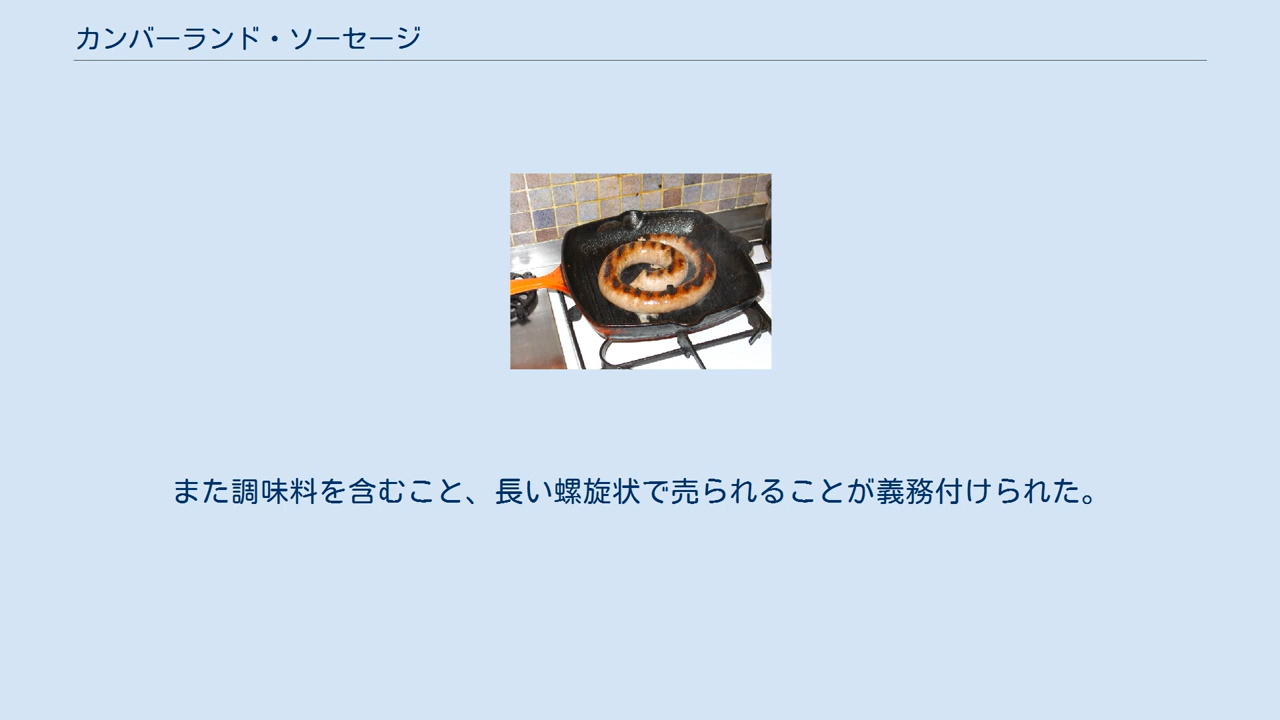 カンバーランド・ソーセージ
また調味料を含むこと、長い螺旋状で売られることが義務付けられた。